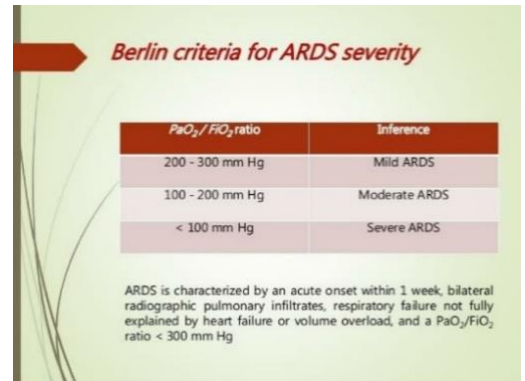 Berlin criteria for ARDS severity
PaO₂ / FiO₂ ratio Inference
200 - 300 mm Hg Mild ARDS
100 - 200 mm Hg Moderate ARDS
< 100 mm Hg Severe ARDS
ARDS is characterized by an acute onset within 1 week, bilateral
radiographic pulmonary infiltrates, respiratory failure not fully
explained by heart failure or volume overload, and a PaO₂/FiO₂
ratio < 300 mm Hg